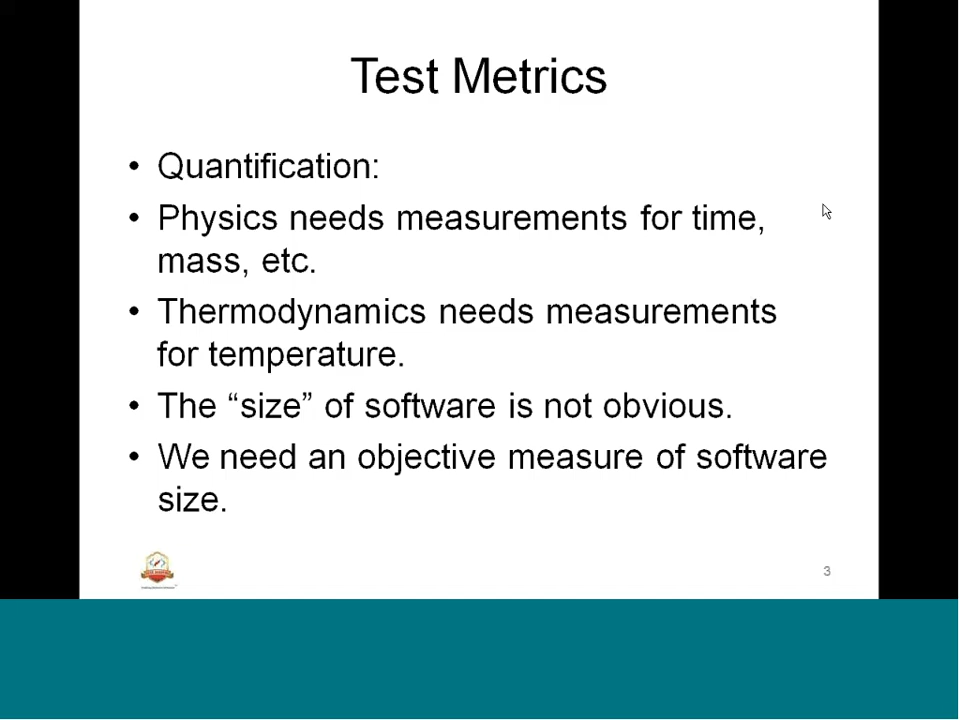 Test Metrics
• Quantification:
• Physics needs measurements for time,
mass, etc.
• Thermodynamics needs measurements
for temperature.
• The “size” of software is not obvious.
• We need an objective measure of software
size.
3